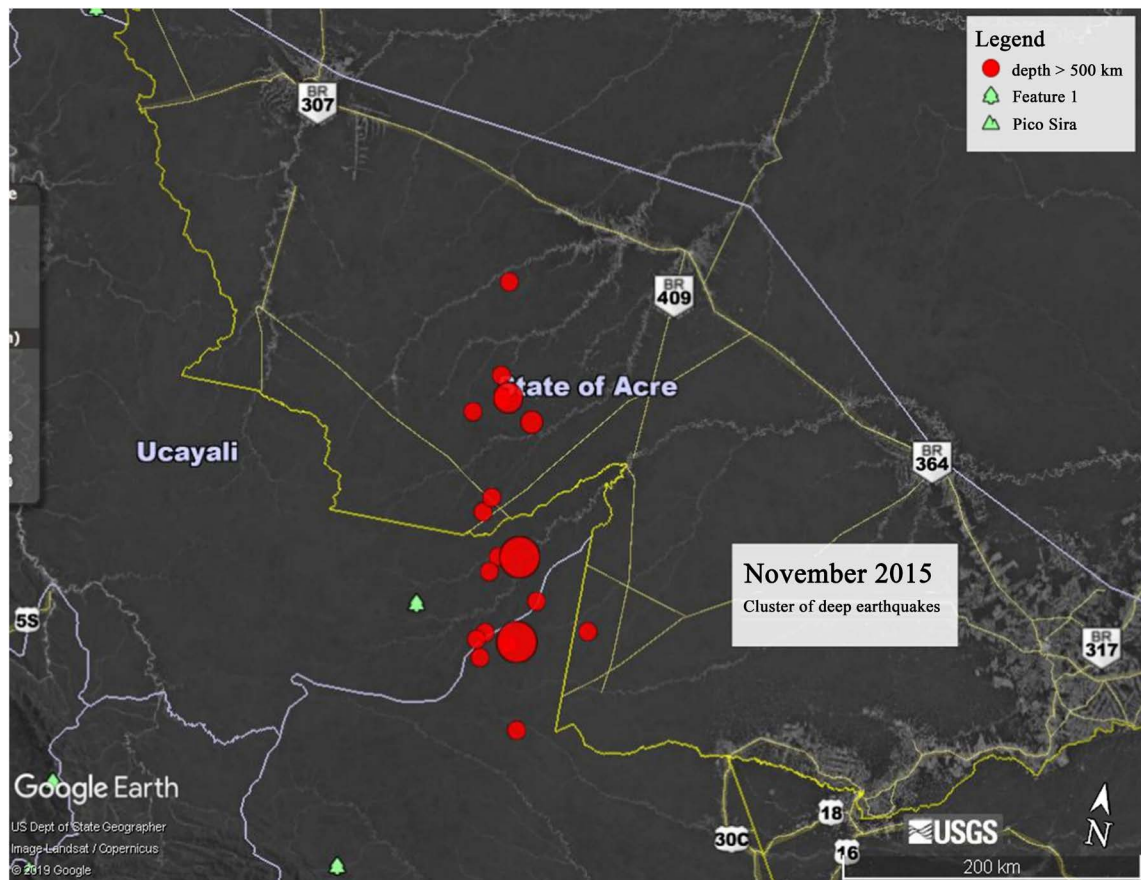 Legend
depth > 500 km
Feature 1
Pico Sira
BR
307
BR
409
State of Acre
Ucayali
BR
364
November 2015
Cluster of deep earthquakes
5S
BR
317
Google Earth
US Dept of State Geographer
Image Landsat / Copernicus
© 2019 Google
18
30C
16
USGS
N
200 km